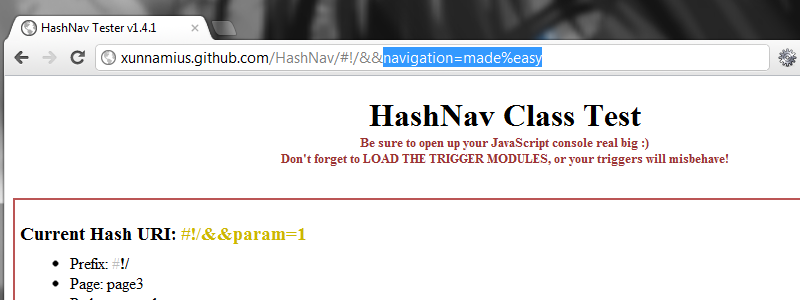 HashNav Tester v1.4.1
xunnamius.github.com/HashNav/#!/&&navigation=made%easy
HashNav Class Test
Be sure to open up your JavaScript console real big :)
Don't forget to LOAD THE TRIGGER MODULES, or your triggers will misbehave!
Current Hash URI: #!/&&param=1
Prefix: #!/
Page: page3